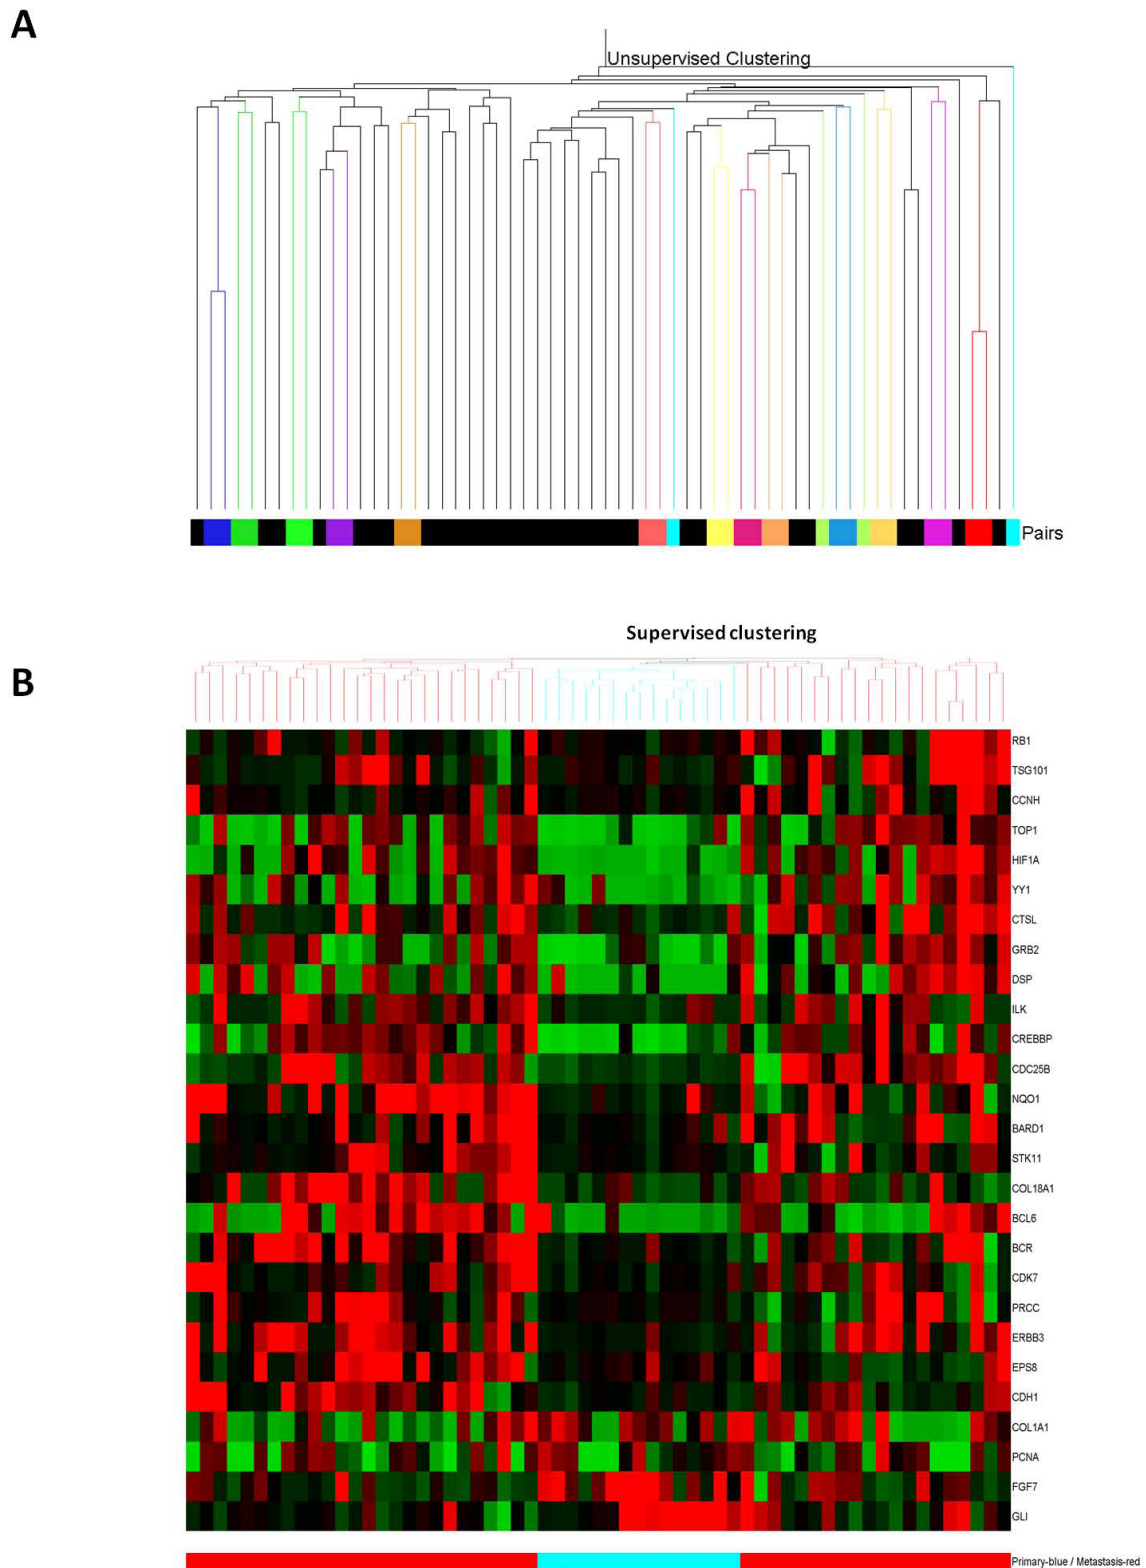 A
Unsupervised Clustering
Pairs
Supervised clustering
B
RB1
TSG101
CCNH
TOP1
HIF1A
YY1
CTSL
GRB2
DSP
ILK
CREBBP
CDC25B
NQO1
BARD1
STK11
COL18A1
BCL6
BCR
CDK7
PRCC
ERBB3
EPS8
CDH1
COL1A1
PCNA
FGF7
GLI
Primary-blue / Metastasis-red